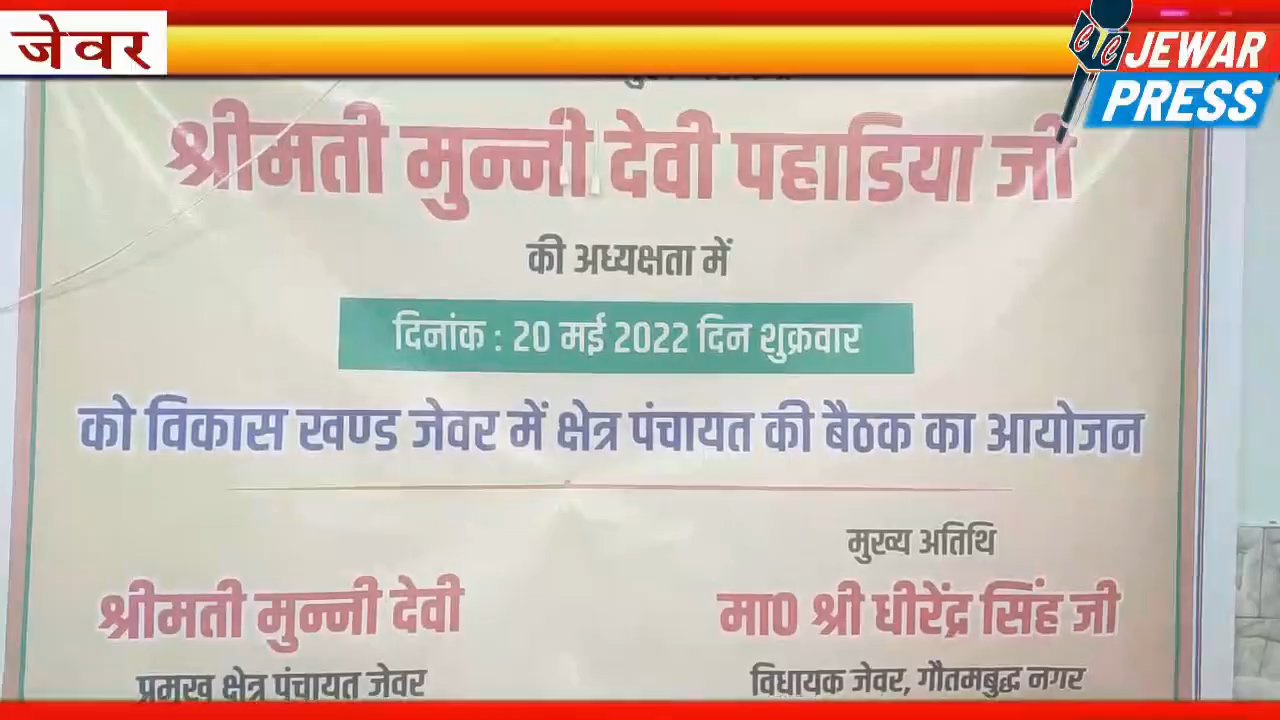 जेवर
JEWAR
PRESS
श्रीमती मुन्नी देवी पहाडिया जी
की अध्यक्षता में
दिनांक : 20 मई 2022 दिन शुक्रवार
को विकास खण्ड जेवर में क्षेत्र पंचायत की बैठक का आयोजन
मुख्य अतिथि
श्रीमती मुन्नी देवी
मा0 श्री धीरेंद्र सिंह जी
प्रमुख क्षेत्र पंचायत जेवर
विधायक जेवर, गौतमबुद्ध नगर